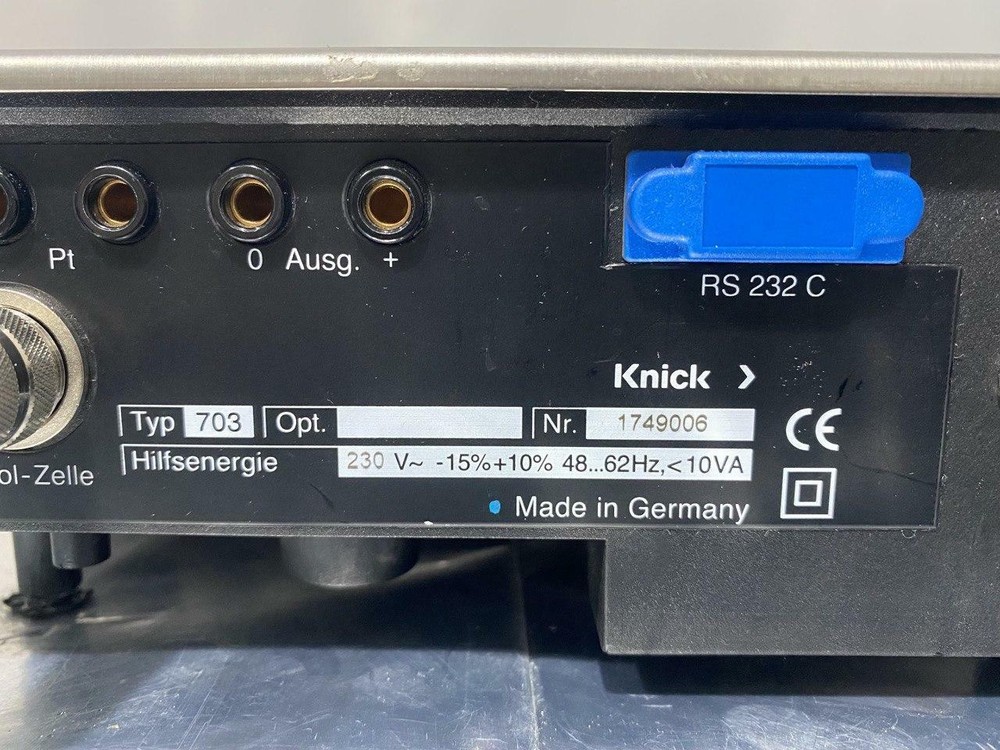 Pt 0 Ausg. +
RS 232 C
Knick
Typ 703 Opt. Nr. 1749006 CE
Hilfsenergie 230 V~ -15%+10% 48...62Hz,<10VA
ol-Zelle
Made in Germany